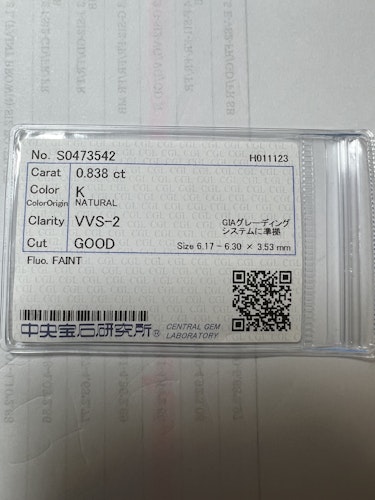 No. S0473542 H011123
Carat 0.838 ct
Color K
ColorOrigin NATURAL
Clarity VVS-2 GIAグレーディング
システムに準拠
Cut GOOD Size 6.17 - 6.30 × 3.53 mm
Fluo. FAINT
中央宝石研究所® CENTRAL GEM
LABORATORY